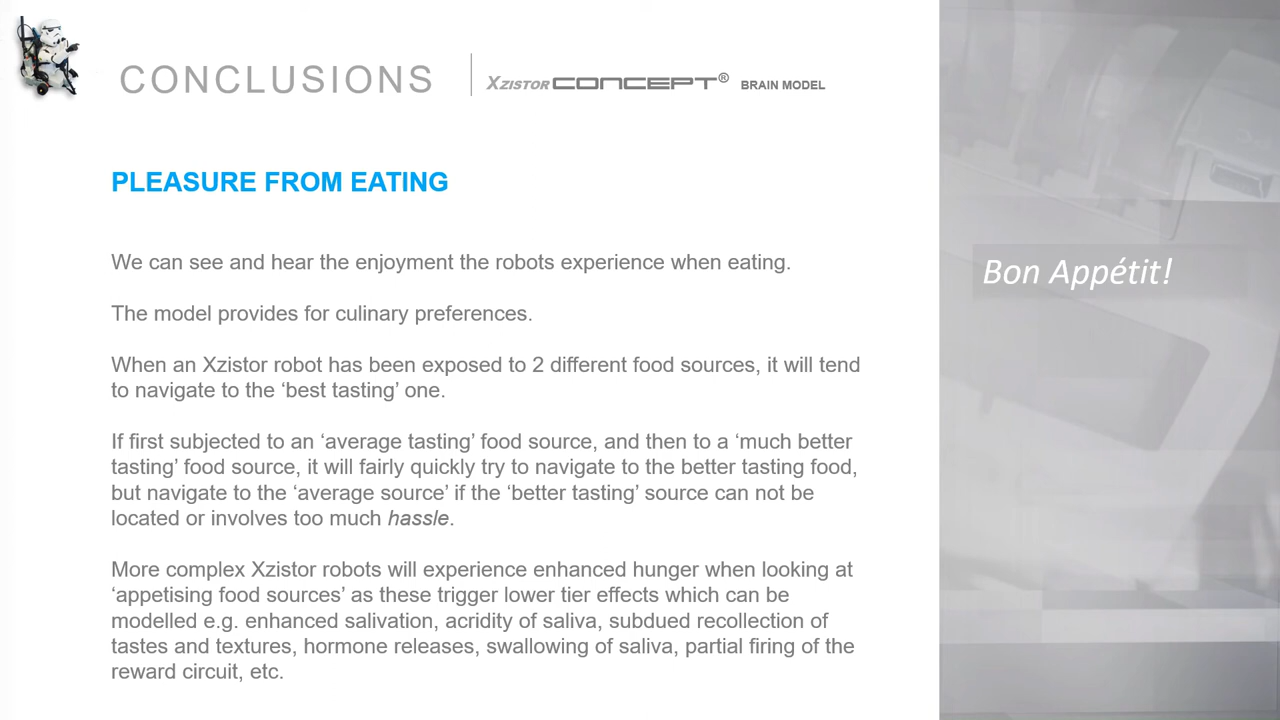 CONCLUSIONS
XZISTOR CONCEPT® BRAIN MODEL
PLEASURE FROM EATING
We can see and hear the enjoyment the robots experience when eating.
The model provides for culinary preferences.
When an Xzistor robot has been exposed to 2 different food sources, it will tend
to navigate to the ‘best tasting’ one.
If first subjected to an ‘average tasting’ food source, and then to a ‘much better
tasting’ food source, it will fairly quickly try to navigate to the better tasting food,
but navigate to the ‘average source’ if the ‘better tasting’ source can not be
located or involves too much hassle.
More complex Xzistor robots will experience enhanced hunger when looking at
‘appetising food sources’ as these trigger lower tier effects which can be
modelled e.g. enhanced salivation, acridity of saliva, subdued recollection of
tastes and textures, hormone releases, swallowing of saliva, partial firing of the
reward circuit, etc.
Bon Appétit!